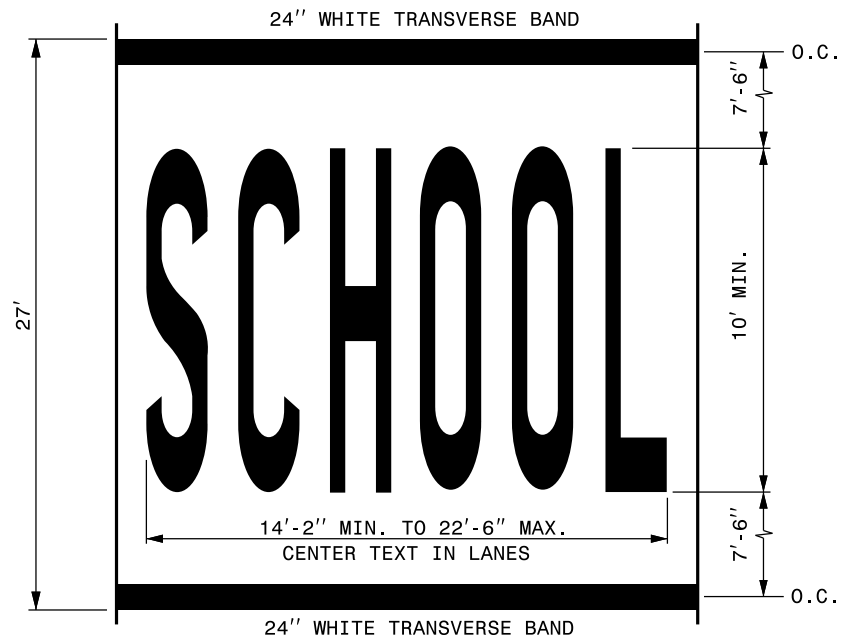 24" WHITE TRANSVERSE BAND
O.C.
7'-6"
SCHOOL
27'
10' MIN.
14'-2" MIN. TO 22'-6" MAX.
CENTER TEXT IN LANES
7'-6"
O.C.
24" WHITE TRANSVERSE BAND